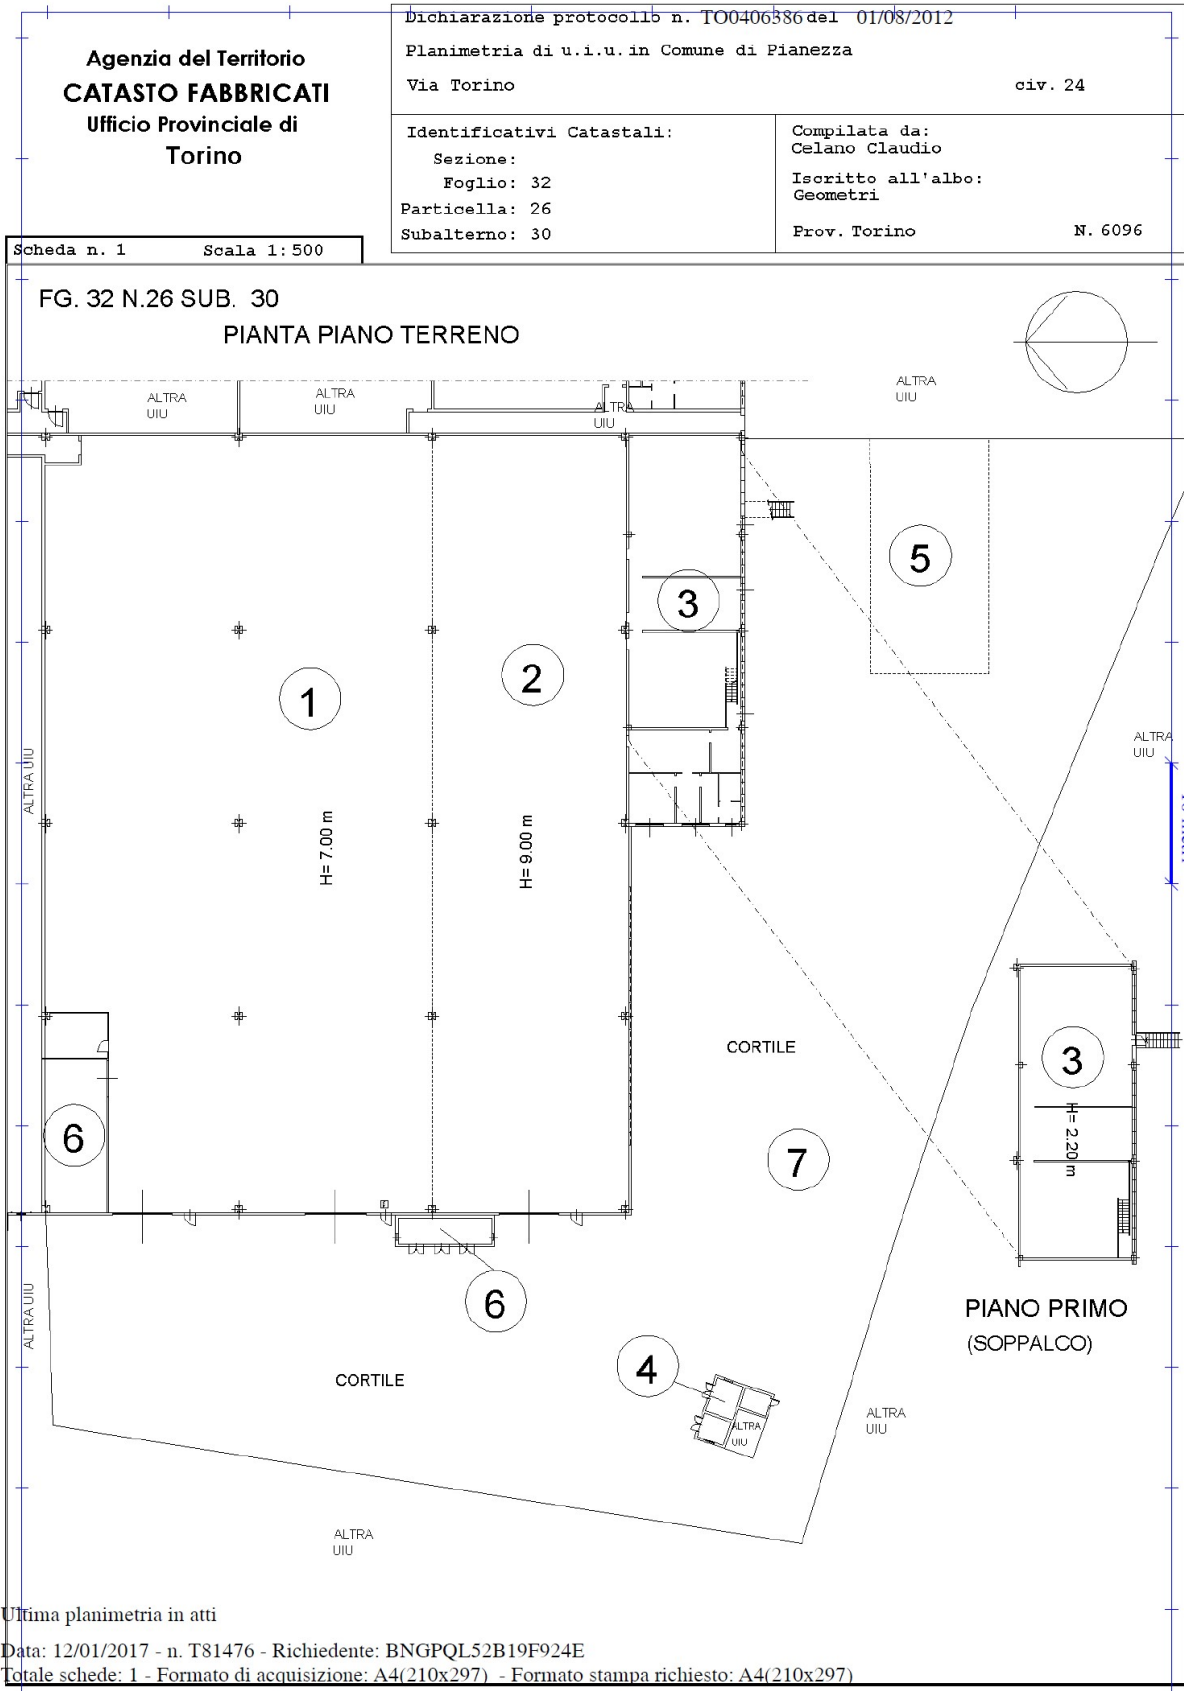 Dichiarazione protocollo n. TO0406386 del 01/08/2012
Agenzia del Territorio
CATASTO FABBRICATI
Ufficio Provinciale di
Torino
Planimetria di u.i.u. in Comune di Pianezza
Via Torino civ. 24
Identificativi Catastali:
Sezione:
Foglio: 32
Particella: 26
Subalterno: 30
Compilata da:
Celano Claudio
Iscritto all'albo:
Geometri
Prov. Torino N. 6096
Scheda n. 1 Scala 1:500
FG. 32 N.26 SUB. 30
PIANTA PIANO TERRENO
ALTRA
UIU
ALTRA
UIU
ALTRA
UIU
ALTRA
UIU
5
3
2
1
ALTRA UIU
ALTRA
UIU
H= 7.00 m
H= 9.00 m
CORTILE
3
H= 2.20 m
6
7
6
ALTRA UIU
PIANO PRIMO
(SOPPALCO)
4
CORTILE
ALTRA
UIU
ALTRA
UIU
ALTRA
UIU
Ultima planimetria in atti
Data: 12/01/2017 - n. T81476 - Richiedente: BNGPQL52B19F924E
Totale schede: 1 - Formato di acquisizione: A4(210x297) - Formato stampa richiesto: A4(210x297)